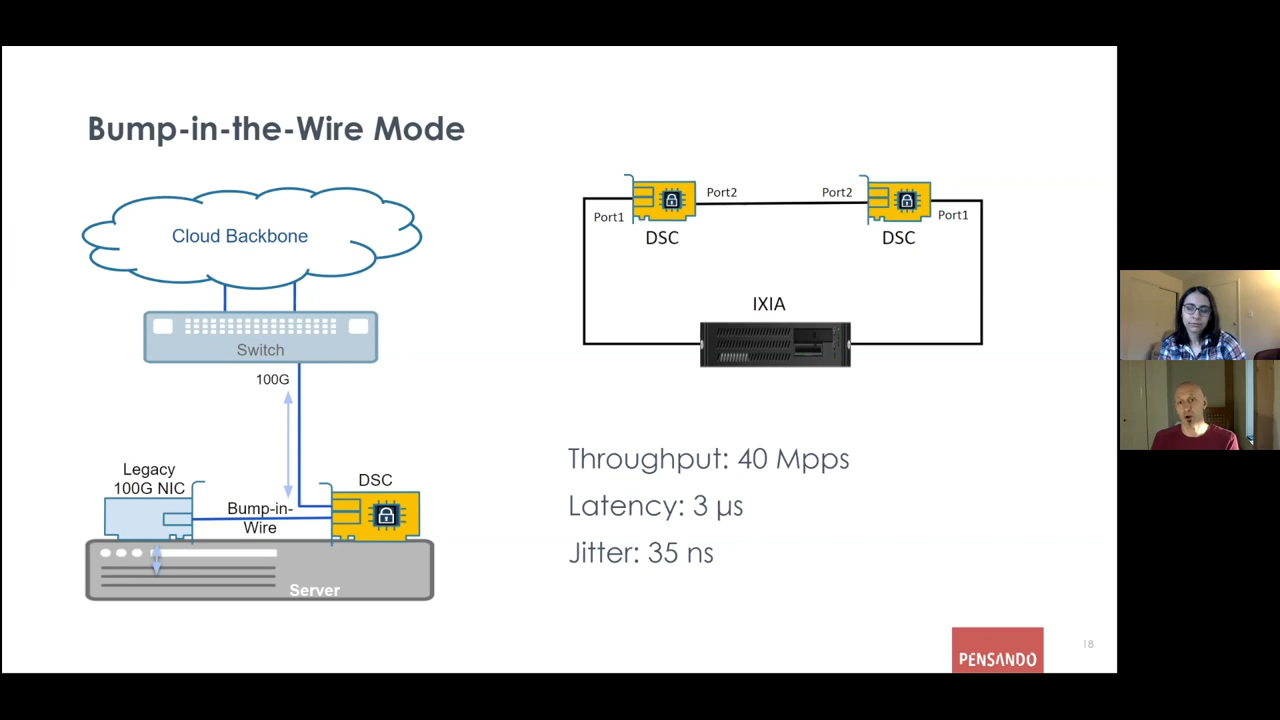 Bump-in-the-Wire Mode
Cloud Backbone
Switch
100G
Legacy
100G NIC
Bump-in-
Wire
DSC
Server
Port1
Port2
Port2
Port1
DSC
DSC
IXIA
Throughput: 40 Mpps
Latency: 3 µs
Jitter: 35 ns
PENSANDO
18